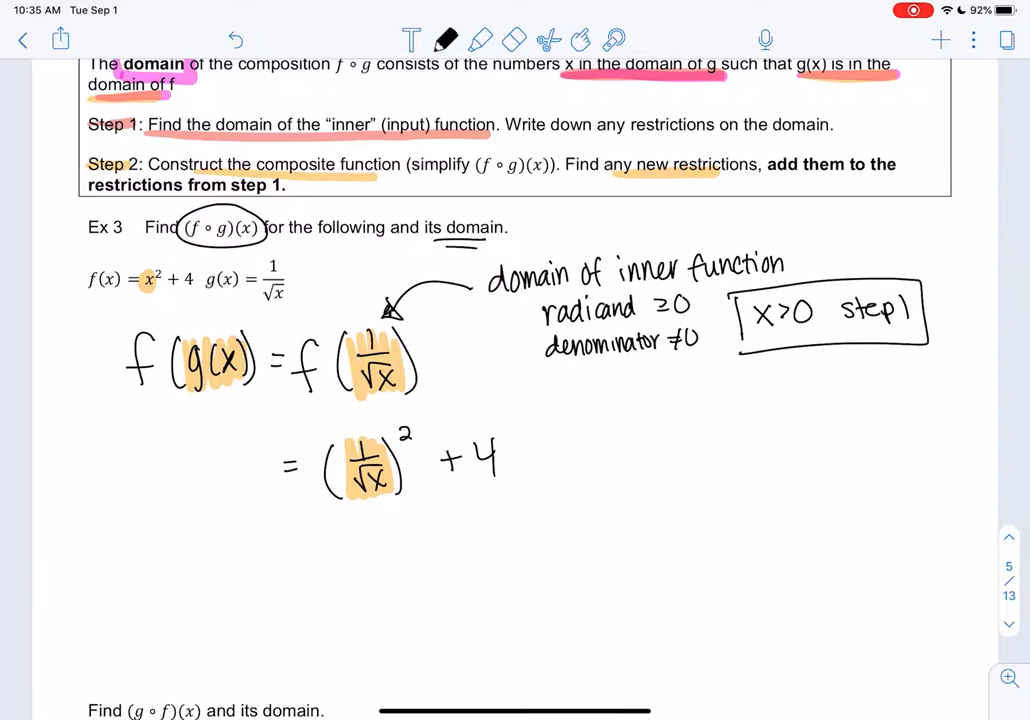 10:35 AM Tue Sep 1
92%
The domain of the composition f ∘ g consists of the numbers x in the domain of g such that g(x) is in the
domain of f
Step 1: Find the domain of the “inner” (input) function. Write down any restrictions on the domain.
Step 2: Construct the composite function (simplify (f ∘ g)(x)). Find any new restrictions, add them to the
restrictions from step 1.
Ex 3 Find (f ∘ g)(x) for the following and its domain.
f(x) = x² + 4 g(x) = 1/√x
domain of inner function
radicand ≥0
denominator ≠0
x>0 step 1
f(g(x)) = f(1/√x)
= (1/√x)² + 4
5
/
13
Find (g ∘ f)(x) and its domain.